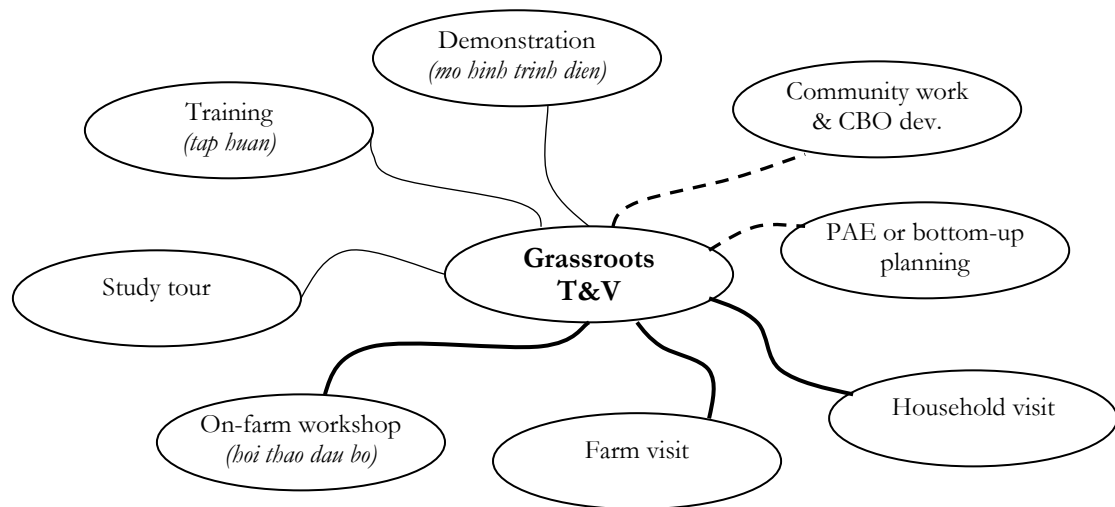 Demonstration
(mo hinh trinh dien)
Community work
& CBO dev.
Training
(tap huan)
PAE or bottom-up
planning
Grassroots
T&V
Study tour
Household visit
On-farm workshop
(hoi thao dau bo)
Farm visit